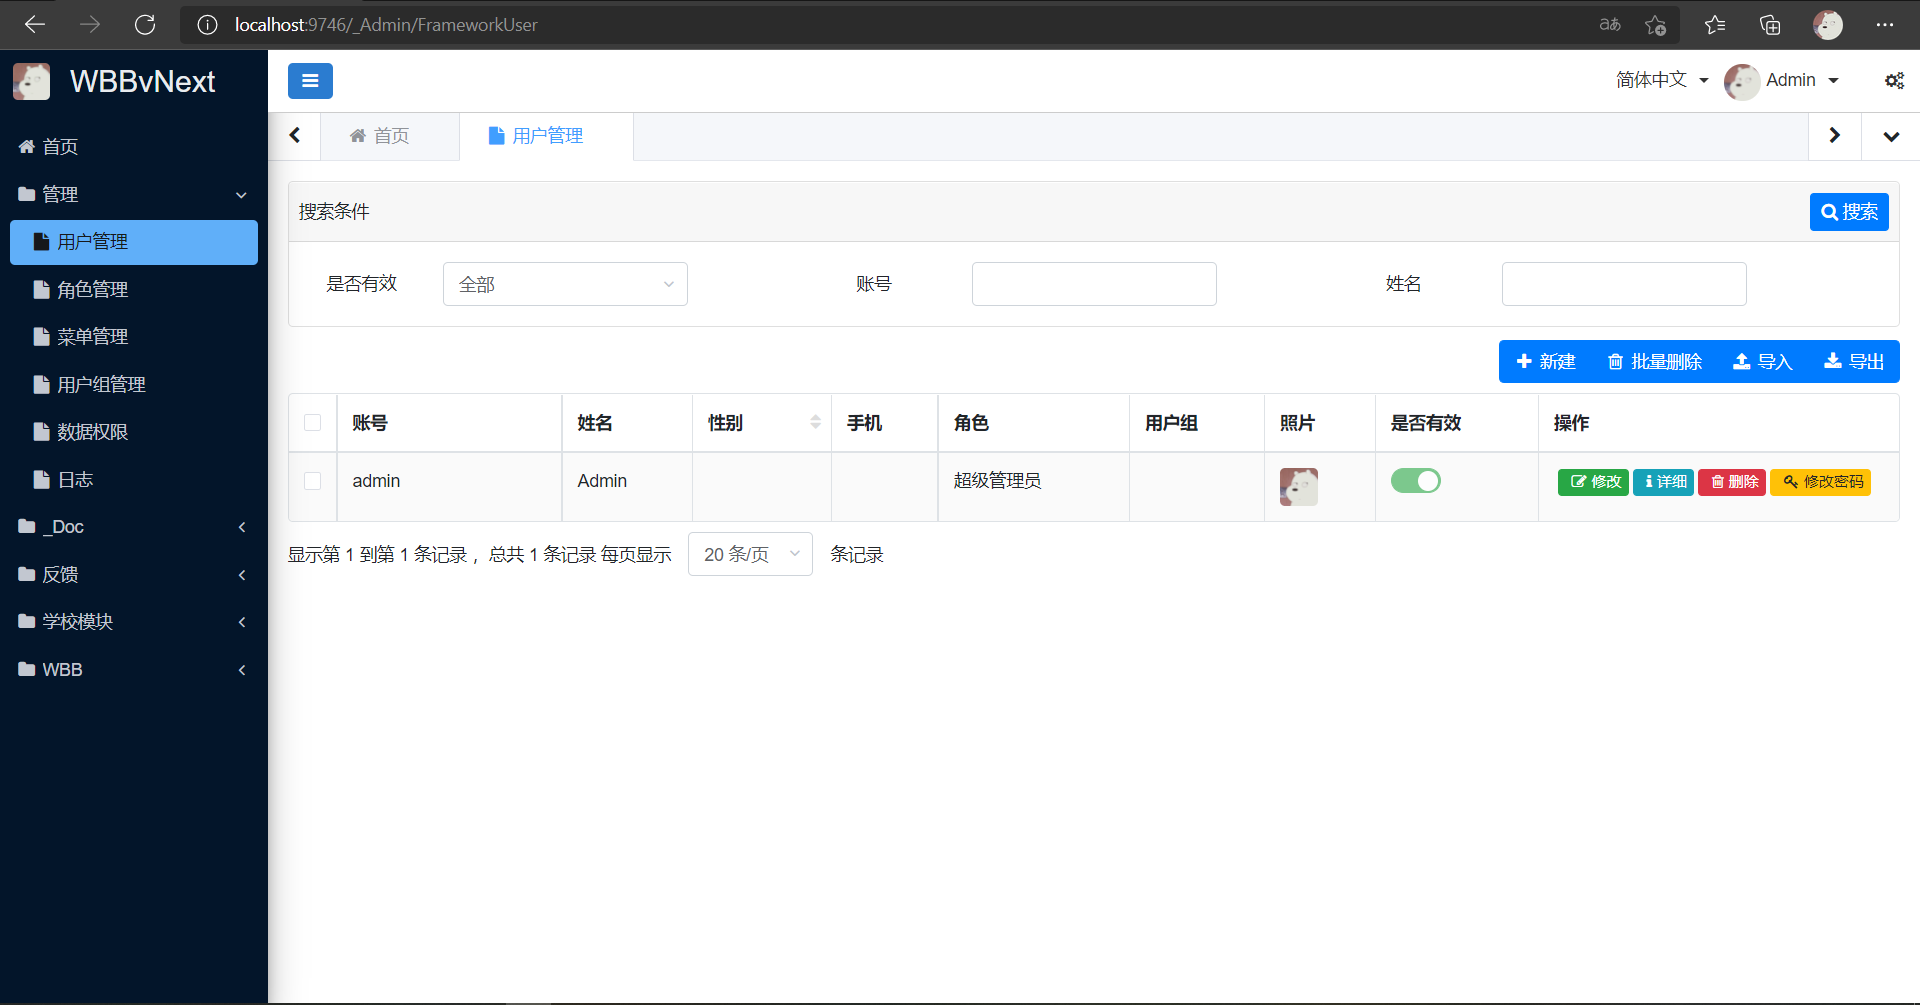 localhost:9746/_Admin/FrameworkUser
WBBvNext
简体中文 Admin
首页
管理
用户管理
角色管理
菜单管理
用户组管理
数据权限
日志
_Doc
反馈
学校模块
WBB
首页 用户管理
搜索条件 搜索
是否有效 全部 账号 姓名
新建 批量删除 导入 导出
账号 姓名 性别 手机 角色 用户组 照片 是否有效 操作
admin Admin 超级管理员 修改 详细 删除 修改密码
显示第 1 到第 1 条记录 ，总共 1 条记录 每页显示 20 条/页 条记录